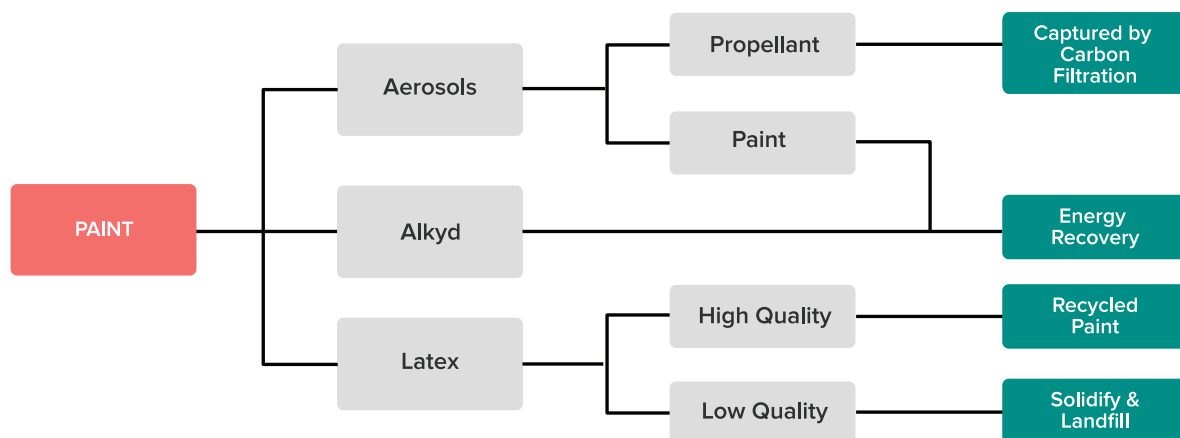 Propellant
Captured by
Carbon
Filtration
Aerosols
Paint
PAINT
Alkyd
Energy
Recovery
High Quality
Recycled
Paint
Latex
Low Quality
Solidify &
Landfill